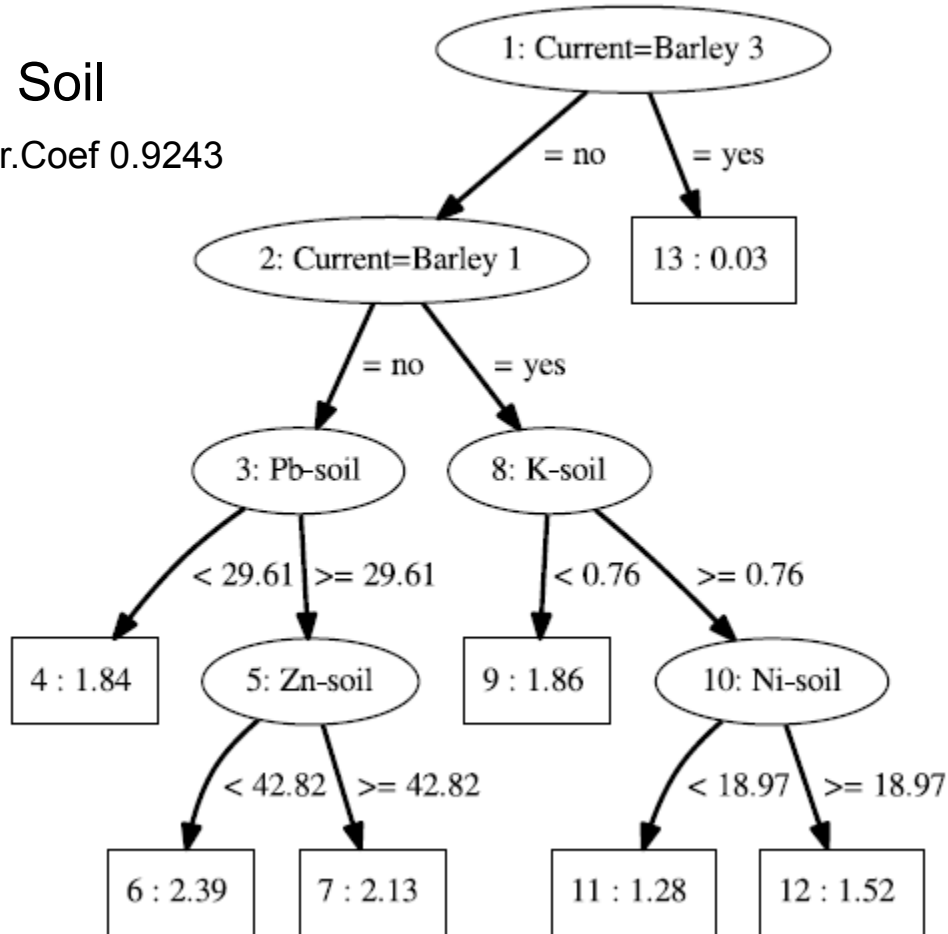 1: Current=Barley 3
Soil
r.Coef 0.9243
= no
= yes
2: Current=Barley 1
13 : 0.03
= no
= yes
3: Pb-soil
8: K-soil
< 29.61
>= 29.61
< 0.76
>= 0.76
4 : 1.84
5: Zn-soil
9 : 1.86
10: Ni-soil
< 42.82
>= 42.82
< 18.97
>= 18.97
6 : 2.39
7 : 2.13
11 : 1.28
12 : 1.52